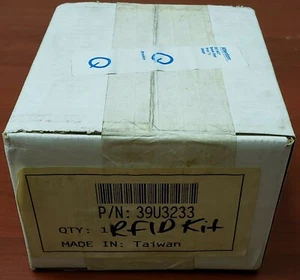 P/N: 39U3233
QTY: 1 RFID Kit
MADE IN: Taiwan